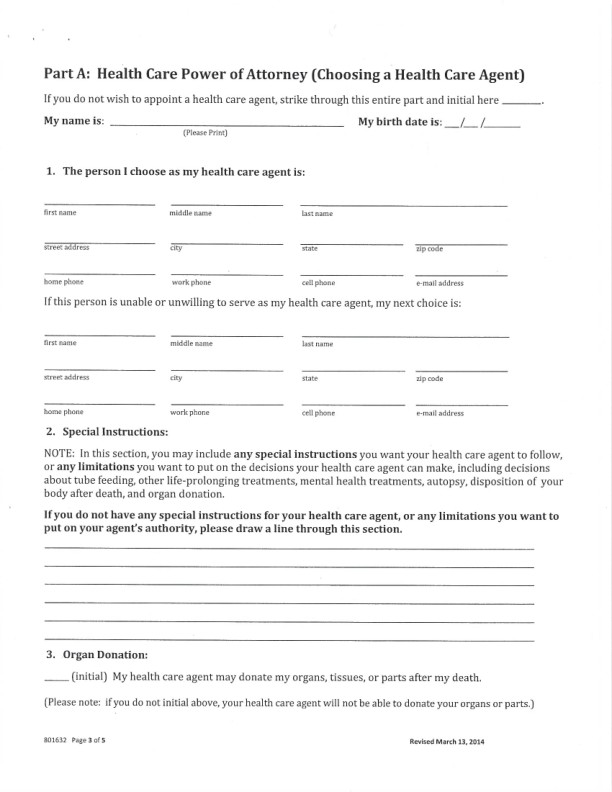 Part A: Health Care Power of Attorney (Choosing a Health Care Agent)
If you do not wish to appoint a health care agent, strike through this entire part and initial here ________.
My name is: ________________________________________ My birth date is: __/__ /______
(Please Print)
1. The person I choose as my health care agent is:
first name middle name last name
street address city state zip code
home phone work phone cell phone e-mail address
If this person is unable or unwilling to serve as my health care agent, my next choice is:
first name middle name last name
street address city state zip code
home phone work phone cell phone e-mail address
2. Special Instructions:
NOTE: In this section, you may include any special instructions you want your health care agent to follow,
or any limitations you want to put on the decisions your health care agent can make, including decisions
about tube feeding, other life-prolonging treatments, mental health treatments, autopsy, disposition of your
body after death, and organ donation.
If you do not have any special instructions for your health care agent, or any limitations you want to
put on your agent's authority, please draw a line through this section.
3. Organ Donation:
_____ (initial) My health care agent may donate my organs, tissues, or parts after my death.
(Please note: if you do not initial above, your health care agent will not be able to donate your organs or parts.)
801632 Page 3 of 5 Revised March 13, 2014